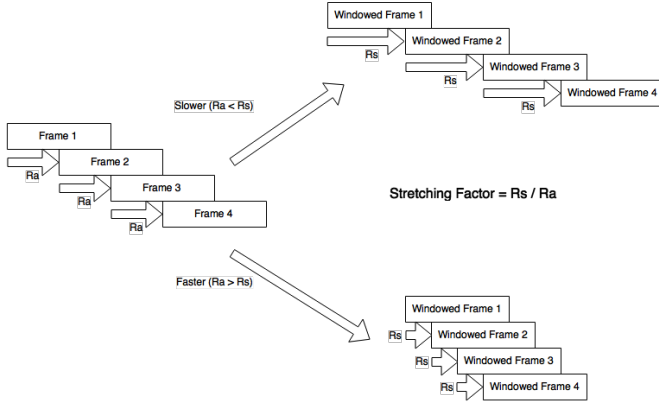 Windowed Frame 1
Windowed Frame 2
Rs
Windowed Frame 3
Rs
Windowed Frame 4
Rs
Slower (Ra < Rs)
Frame 1
Frame 2
Ra
Frame 3
Ra
Frame 4
Ra
Stretching Factor = Rs / Ra
Faster (Ra > Rs)
Windowed Frame 1
Rs
Windowed Frame 2
Rs
Windowed Frame 3
Rs
Windowed Frame 4